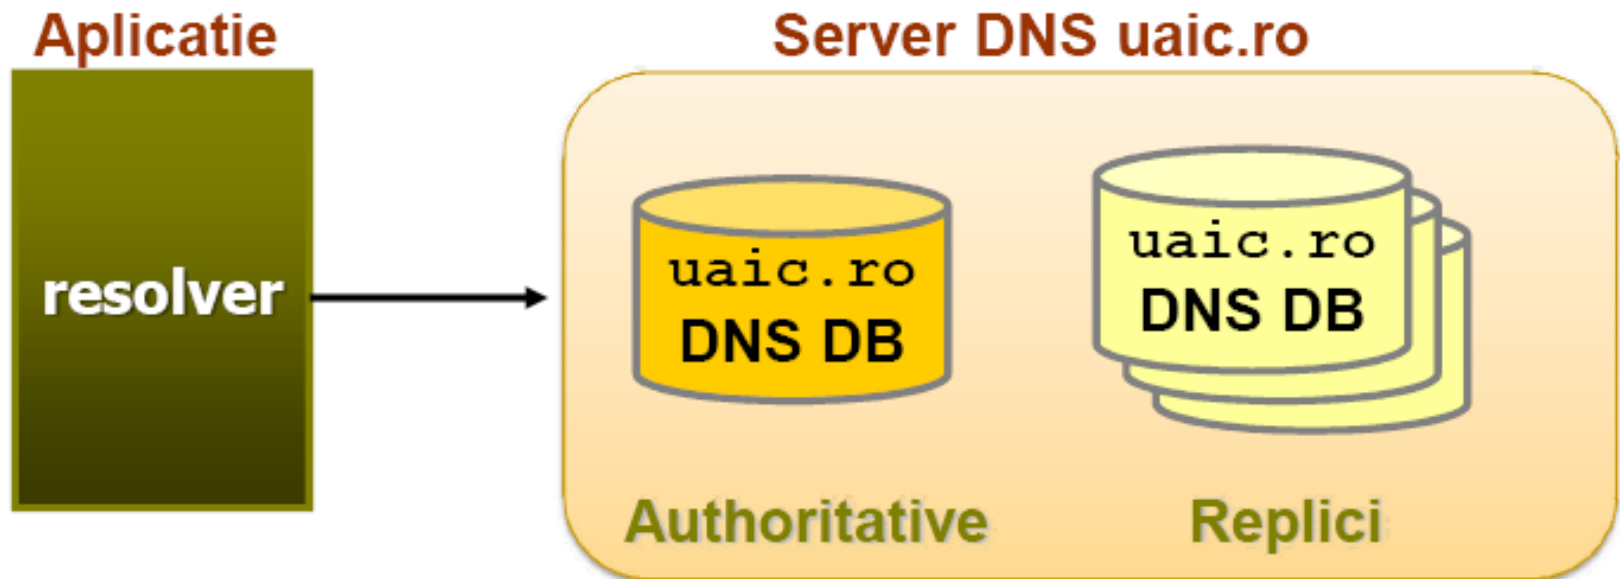 Aplicatie
resolver
Server DNS uaic.ro
uaic.ro
DNS DB
Authoritative
uaic.ro
DNS DB
Replici